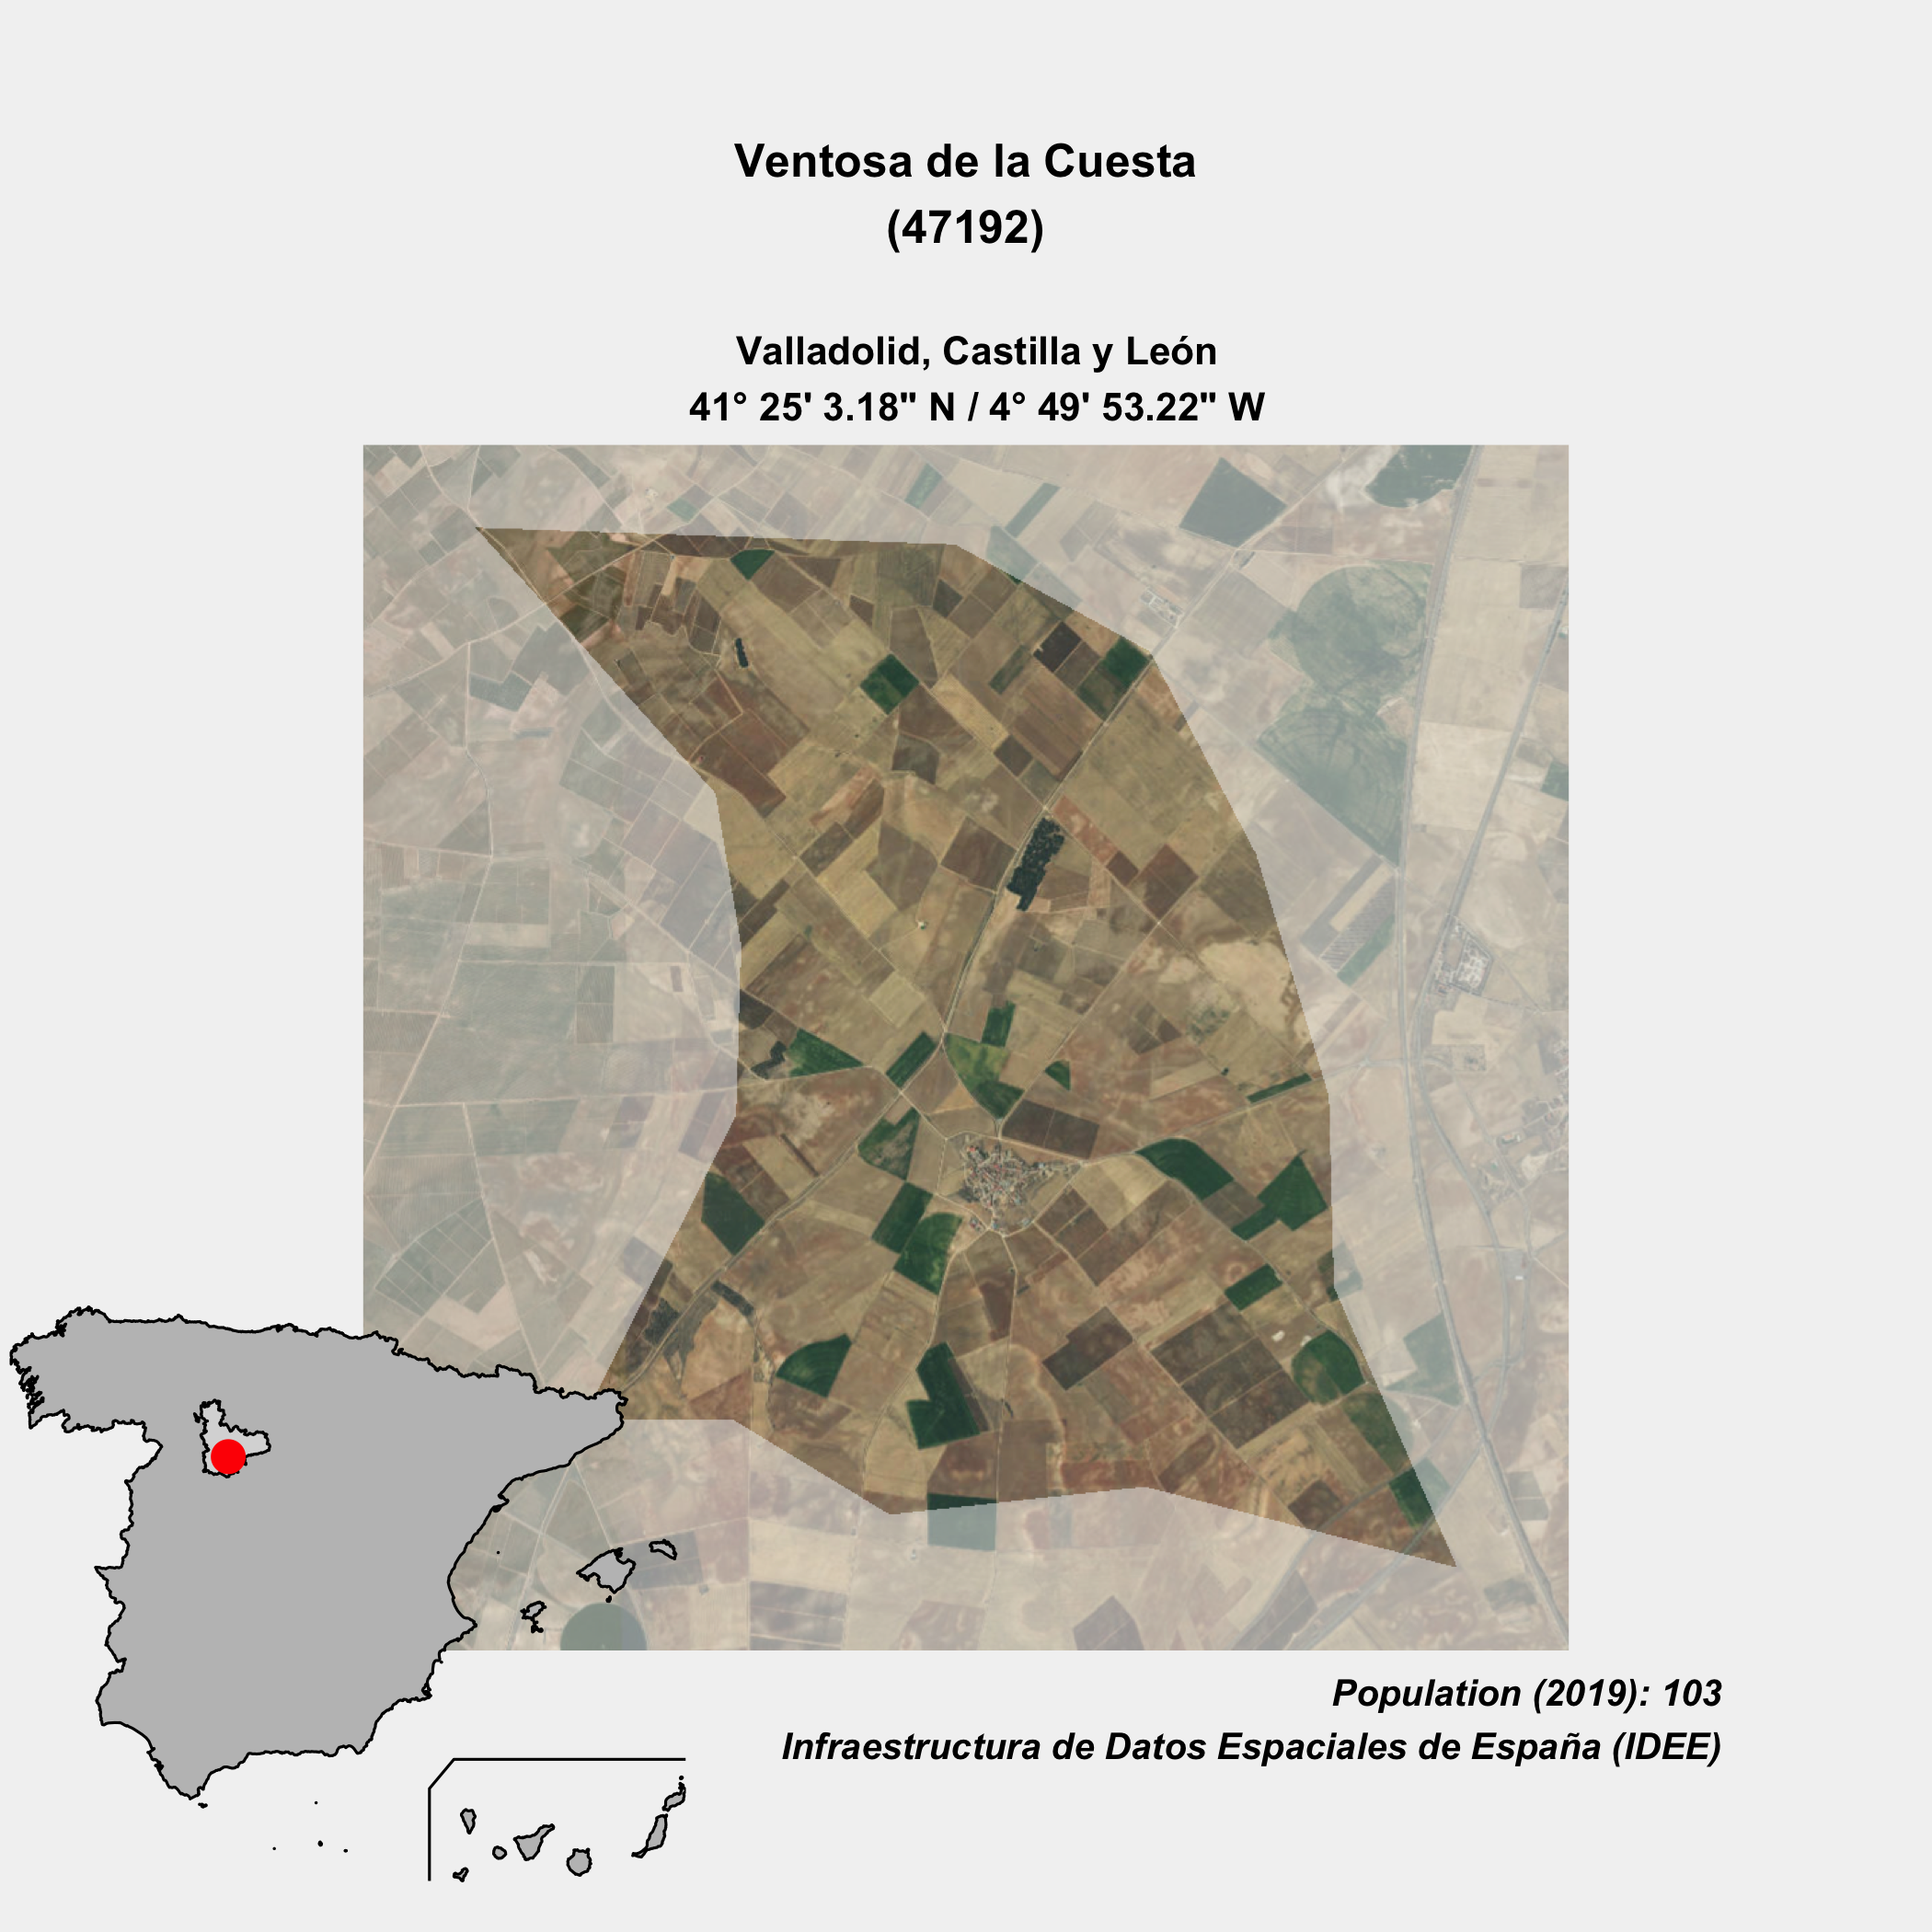 Ventosa de la Cuesta
(47192)
Valladolid, Castilla y León
41° 25' 3.18" N / 4° 49' 53.22" W
Population (2019): 103
Infraestructura de Datos Espaciales de España (IDEE)